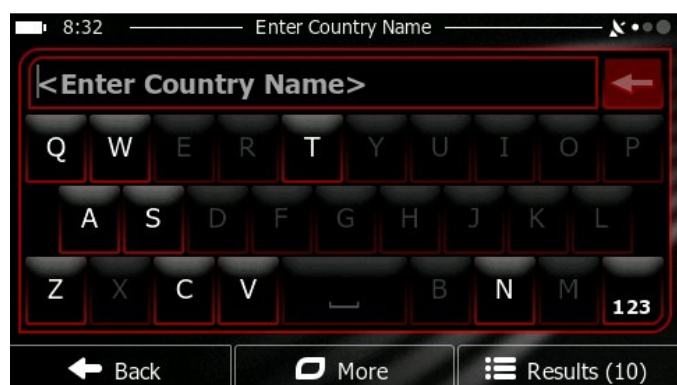 8:32 Enter Country Name
<Enter Country Name>
Q W E R T Y U I O P
A S D F G H J K L
Z X C V B N M 123
Back More Results (10)